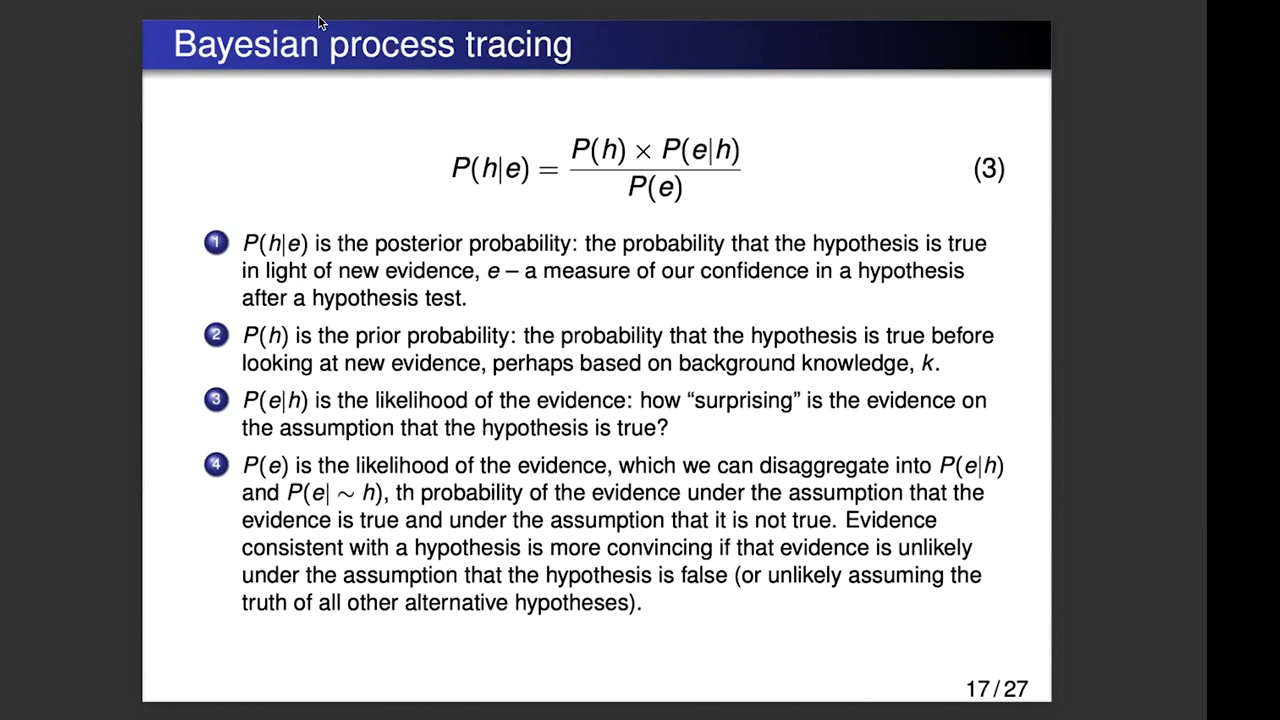 Bayesian process tracing
P(h|e) = P(h) × P(e|h) / P(e) (3)
1 P(h|e) is the posterior probability: the probability that the hypothesis is true
in light of new evidence, e – a measure of our confidence in a hypothesis
after a hypothesis test.
2 P(h) is the prior probability: the probability that the hypothesis is true before
looking at new evidence, perhaps based on background knowledge, k.
3 P(e|h) is the likelihood of the evidence: how “surprising” is the evidence on
the assumption that the hypothesis is true?
4 P(e) is the likelihood of the evidence, which we can disaggregate into P(e|h)
and P(e| ∼ h), th probability of the evidence under the assumption that the
evidence is true and under the assumption that it is not true. Evidence
consistent with a hypothesis is more convincing if that evidence is unlikely
under the assumption that the hypothesis is false (or unlikely assuming the
truth of all other alternative hypotheses).
17 / 27